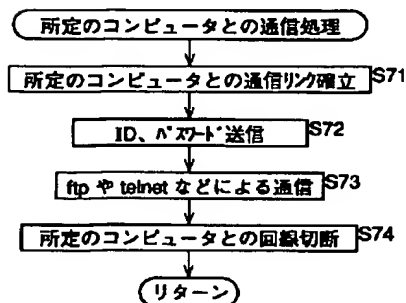 所定のコンピュータとの通信処理
所定のコンピュータとの通信リンク確立 S71
ID、パスワード送信 S72
ftp や telnet などによる通信 S73
所定のコンピュータとの回線切断 S74
リターン